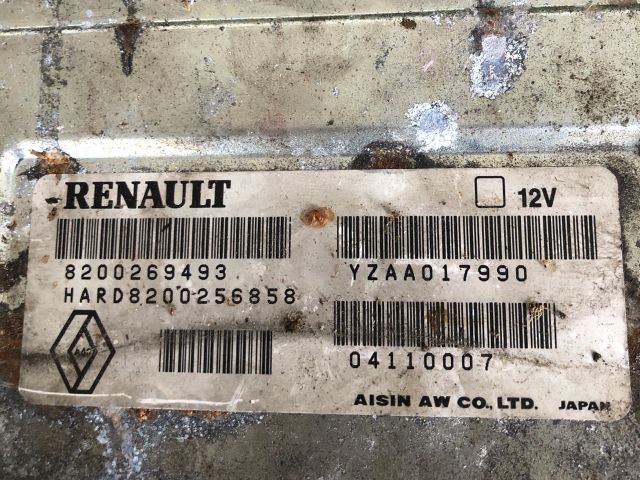 RENAULT
12V
8200269493
YZAA017990
HARD8200256858
04110007
AISIN AW CO., LTD. JAPAN